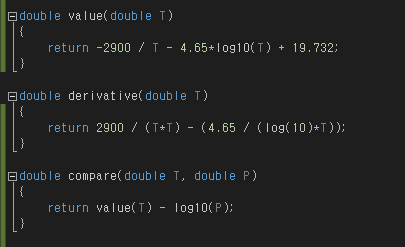 double value(double T)
{
return -2900 / T - 4.65*log10(T) + 19.732;
}
double derivative(double T)
{
return 2900 / (T*T) - (4.65 / (log(10)*T));
}
double compare(double T, double P)
{
return value(T) - log10(P);
}